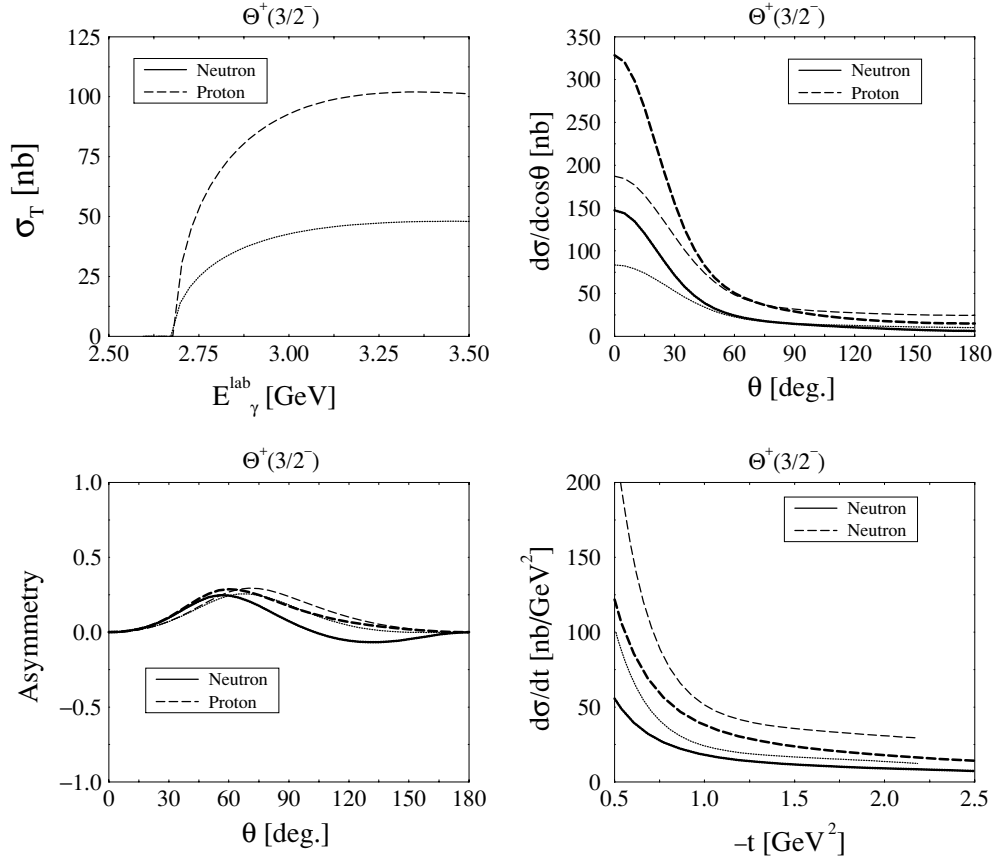 Θ⁺(3/2⁻)
125
100
75
50
25
0
σ_T [nb]
Neutron
Proton
2.50 2.75 3.00 3.25 3.50
E^lab_γ [GeV]
Θ⁺(3/2⁻)
350
300
250
200
150
100
50
0
dσ/dcosθ [nb]
Neutron
Proton
0 30 60 90 120 150 180
θ [deg.]
Θ⁺(3/2⁻)
1.0
0.5
0.0
−0.5
−1.0
Asymmetry
Neutron
Proton
0 30 60 90 120 150 180
θ [deg.]
Θ⁺(3/2⁻)
200
150
100
50
0
dσ/dt [nb/GeV²]
Neutron
Neutron
0.5 1.0 1.5 2.0 2.5
−t [GeV²]